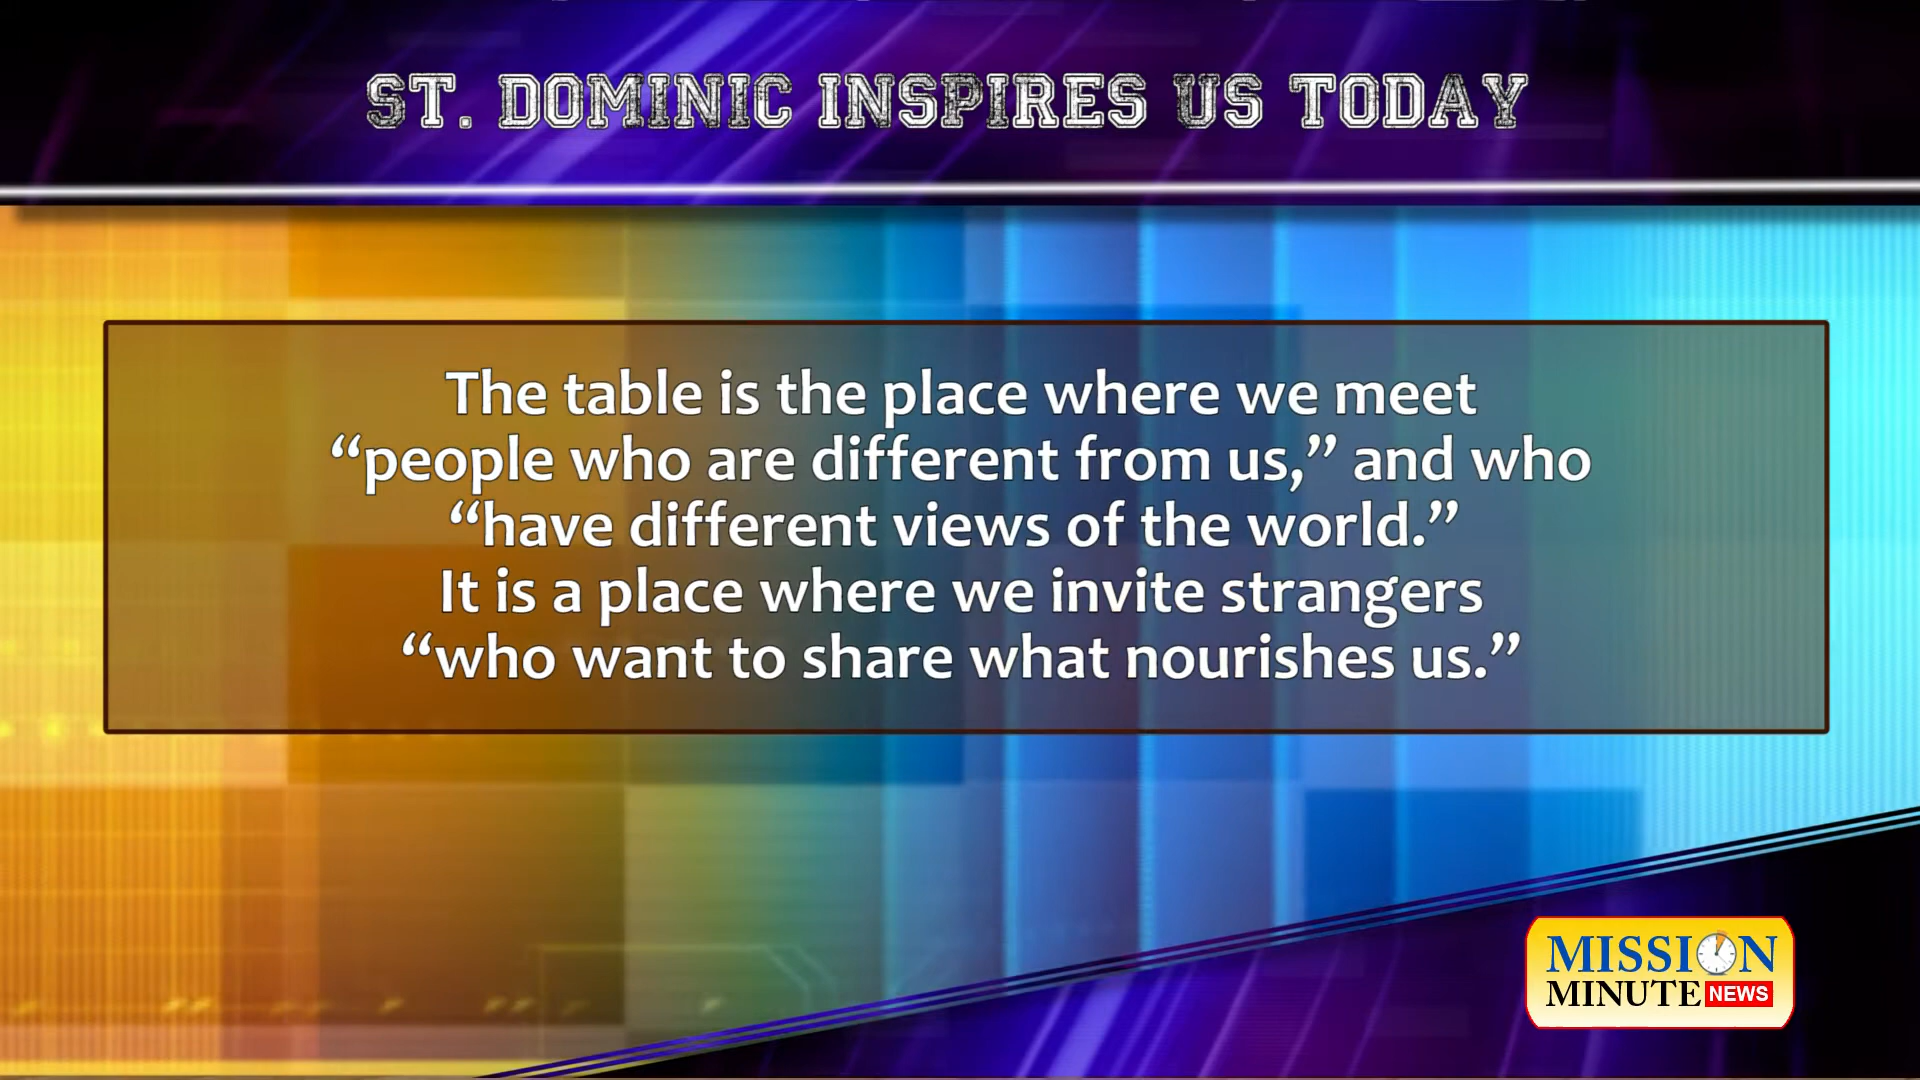 ST. DOMINIC INSPIRES US TODAY
The table is the place where we meet
“people who are different from us,” and who
“have different views of the world.”
It is a place where we invite strangers
“who want to share what nourishes us.”
MISSION
MINUTE NEWS